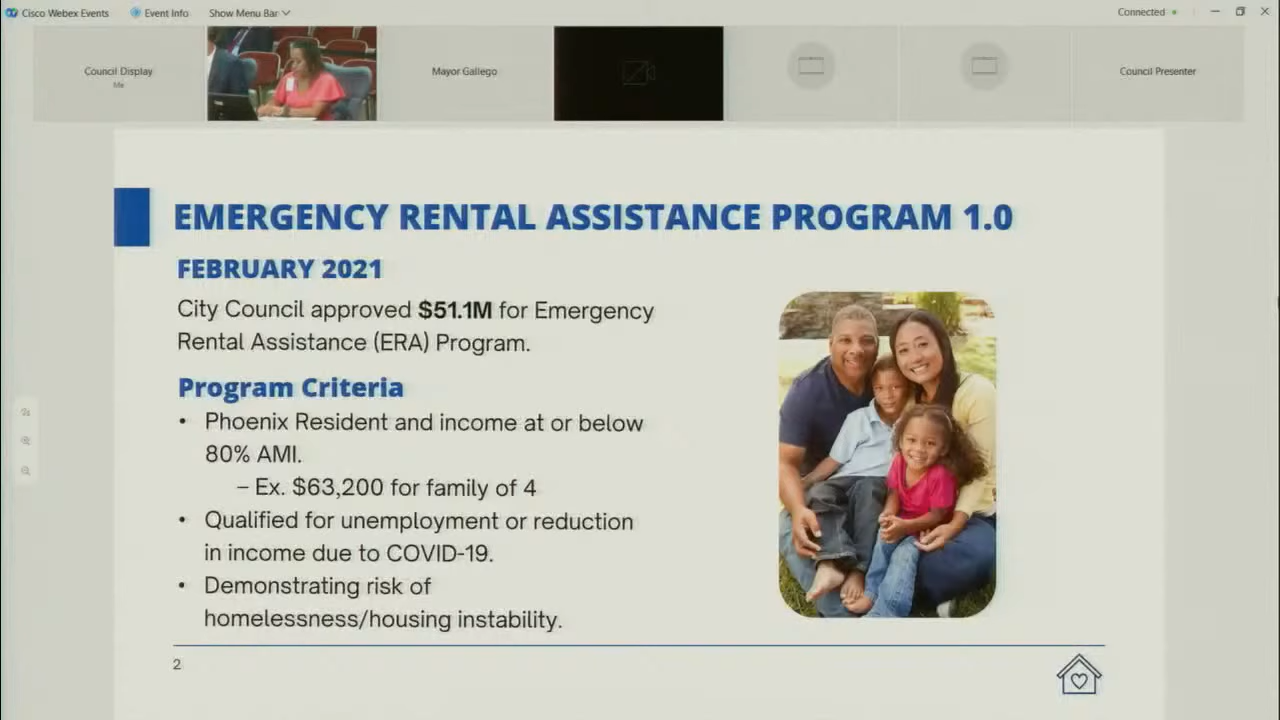 Cisco Webex Events
Event Info
Show Menu Bar
Connected
Council Display
Me
Mayor Gallego
Council Presenter
EMERGENCY RENTAL ASSISTANCE PROGRAM 1.0
FEBRUARY 2021
City Council approved $51.1M for Emergency
Rental Assistance (ERA) Program.
Program Criteria
• Phoenix Resident and income at or below
80% AMI.
– Ex. $63,200 for family of 4
• Qualified for unemployment or reduction
in income due to COVID-19.
• Demonstrating risk of
homelessness/housing instability.
2